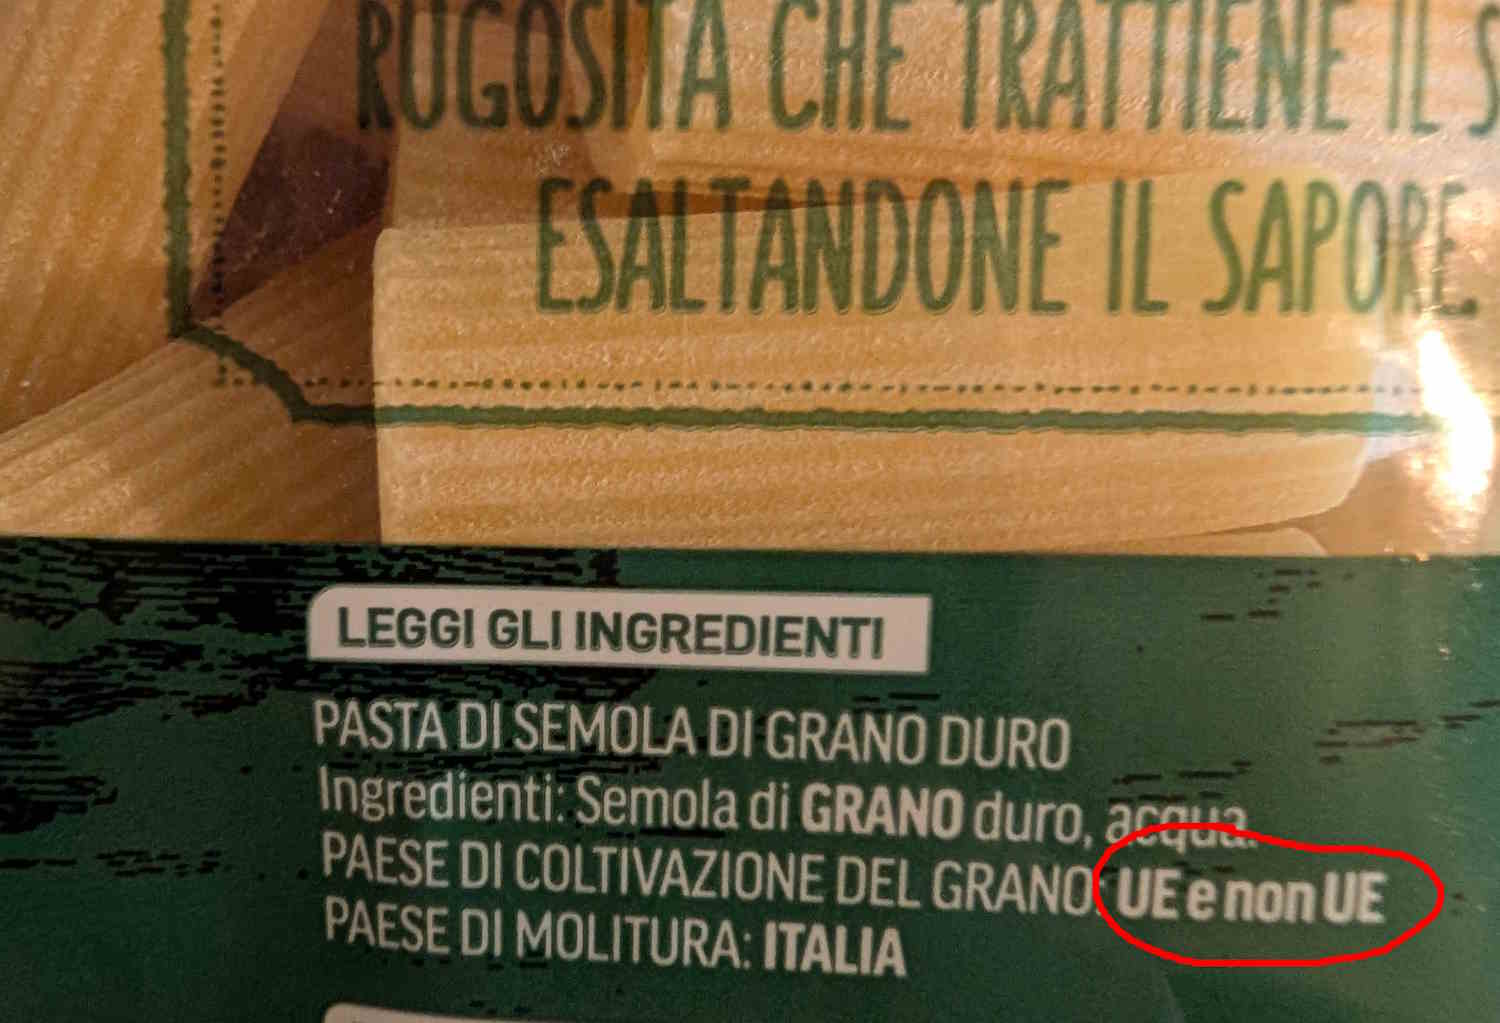 RUGOSITÀ CHE TRATTIENE IL
ESALTANDONE IL SAPORE.
LEGGI GLI INGREDIENTI
PASTA DI SEMOLA DI GRANO DURO
Ingredienti: Semola di GRANO duro, acqua.
PAESE DI COLTIVAZIONE DEL GRANO: UE e non UE
PAESE DI MOLITURA: ITALIA